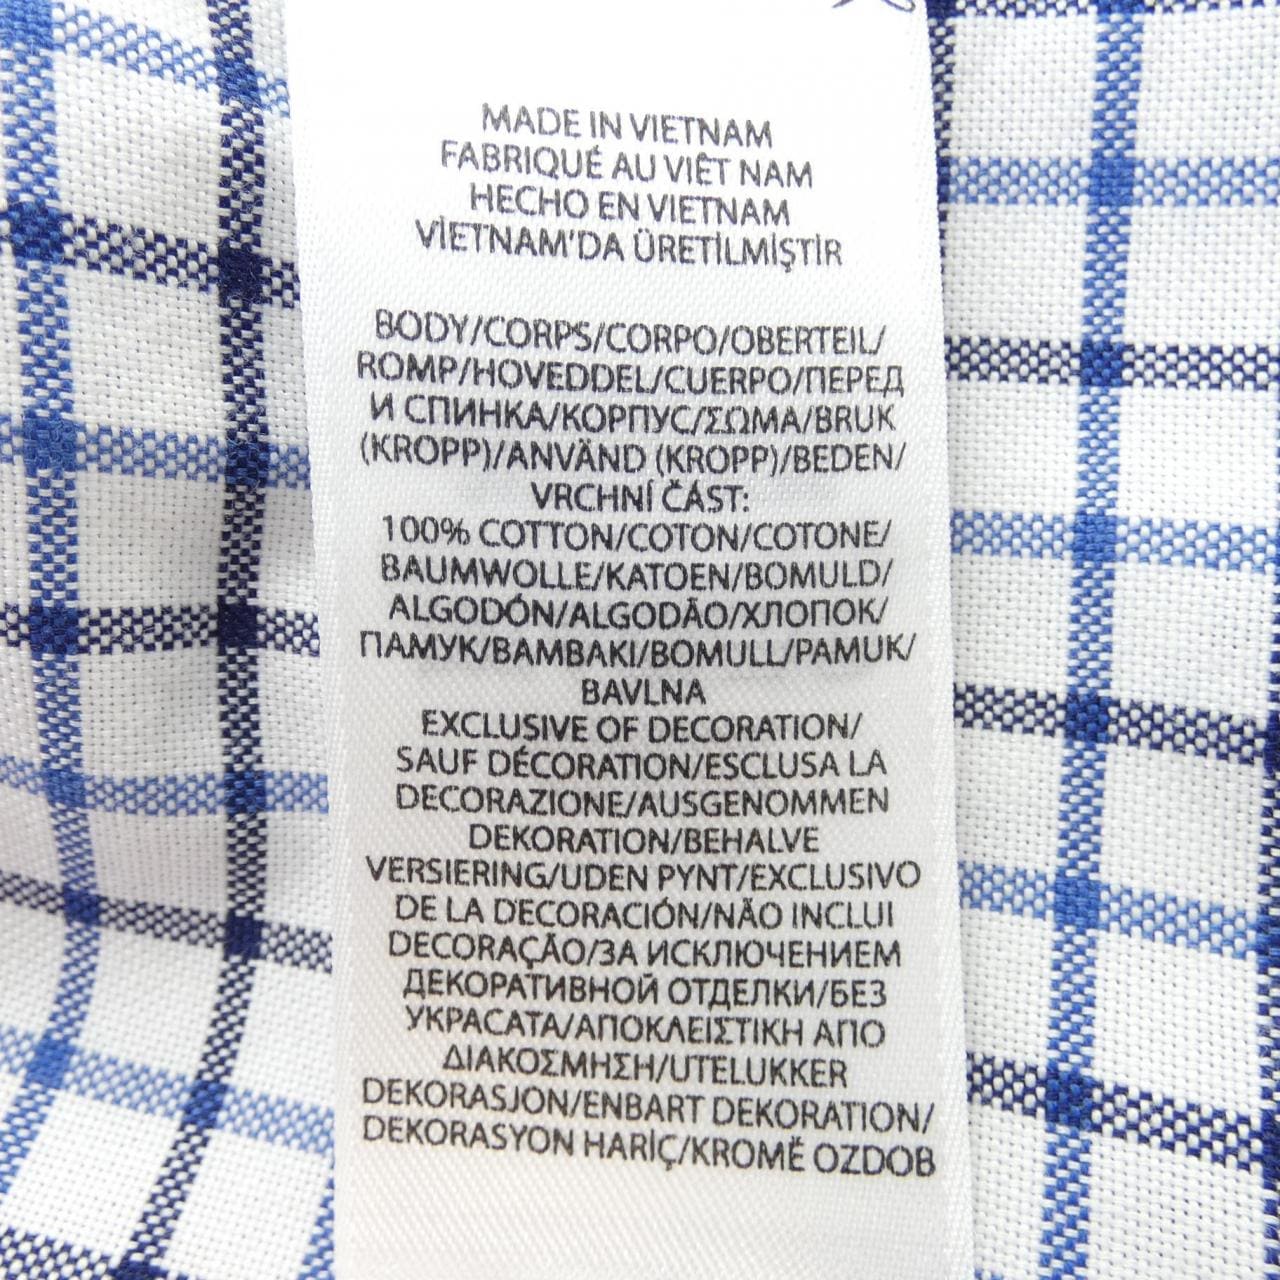 MADE IN VIETNAM
FABRIQUÉ AU VIÊT NAM
HECHO EN VIETNAM
VİETNAM'DA ÜRETİLMİŞTİR
BODY/CORPS/CORPO/OBERTEIL/
ROMP/HOVEDDEL/CUERPO/ПЕРЕД
И СПИНКА/КОРПУС/ΣΩΜΑ/BRUK
(KROPP)/ANVÄND (KROPP)/BEDEN/
VRCHNÍ ČÁST:
100% COTTON/COTON/COTONE/
BAUMWOLLE/KATOEN/BOMULD/
ALGODÓN/ALGODÃO/ХЛОПОК/
ПАМУК/BAMBAKI/BOMULL/PAMUK/
BAVLNA
EXCLUSIVE OF DECORATION/
SAUF DÉCORATION/ESCLUSA LA
DECORAZIONE/AUSGENOMMEN
DEKORATION/BEHALVE
VERSIERING/UDEN PYNT/EXCLUSIVO
DE LA DECORACIÓN/NÃO INCLUI
DECORAÇÃO/ЗА ИСКЛЮЧЕНИЕМ
ДЕКОРАТИВНОЙ ОТДЕЛКИ/БЕЗ
УКРАСАТА/ΑΠΟΚΛΕΙΣΤΙΚΗ ΑΠΟ
ΔΙΑΚΟΣΜΗΣΗ/UTELUKKER
DEKORASJON/ENBART DEKORATION/
DEKORASYON HARİÇ/KROMĚ OZDOB